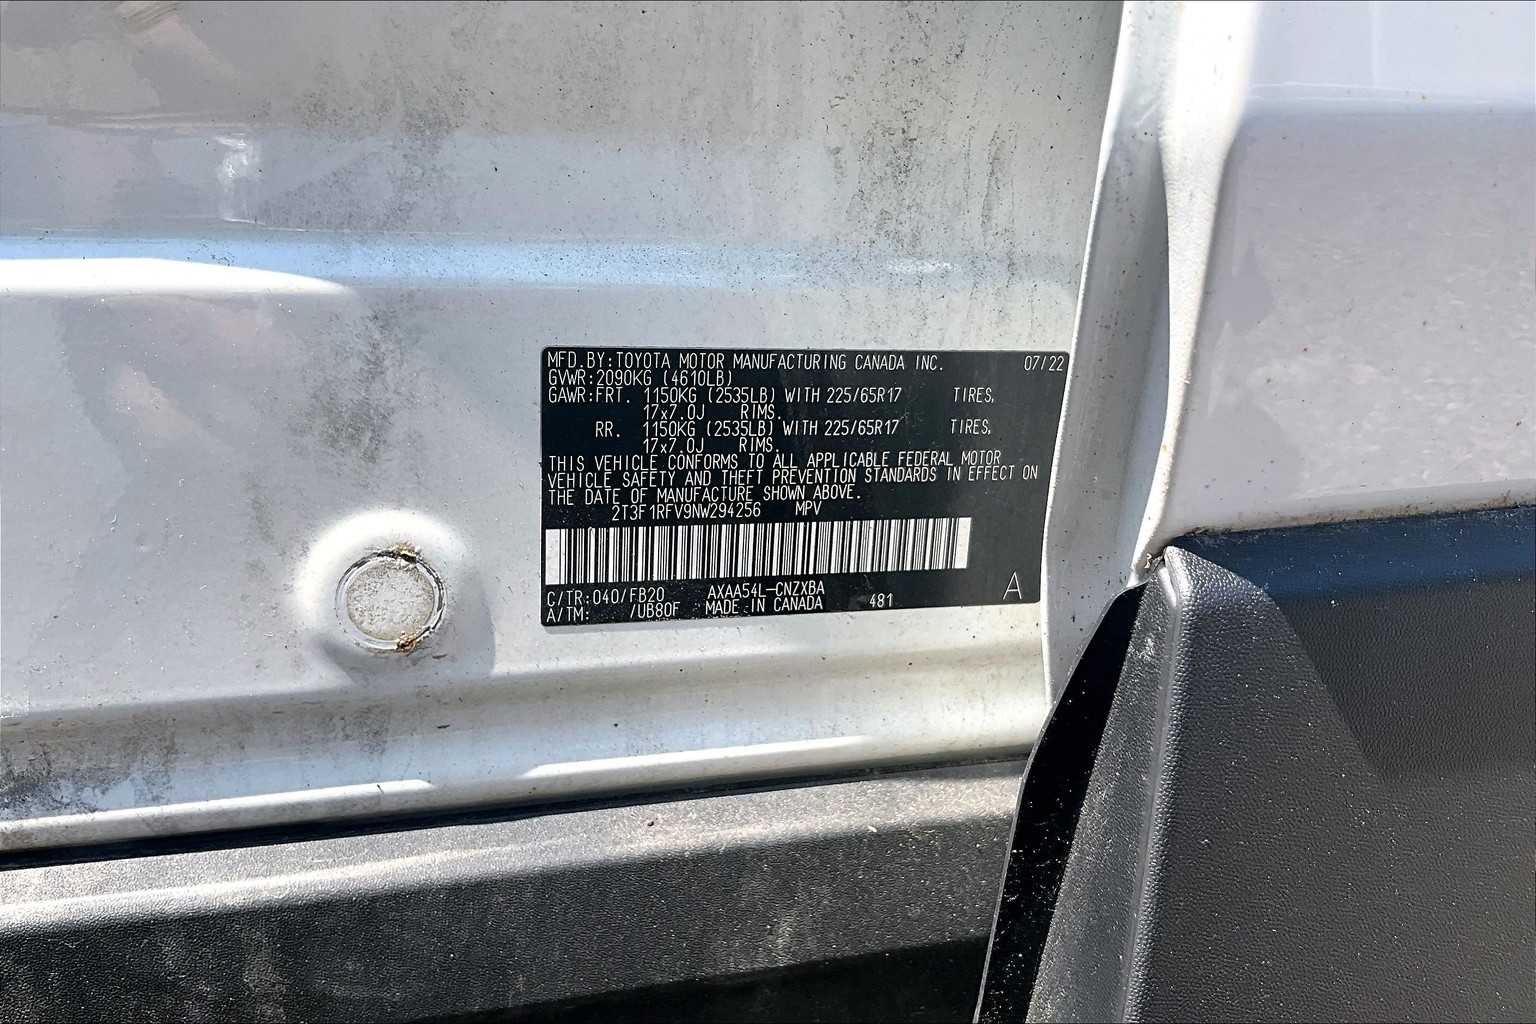 MFD. BY: TOYOTA MOTOR MANUFACTURING CANADA INC. 07/22
GVWR: 2090KG (4610LB)
GAWR: FRT. 1150KG (2535LB) WITH 225/65R17 TIRES,
17x7.0J RIMS.
RR. 1150KG (2535LB) WITH 225/65R17 TIRES,
17x7.0J RIMS.
THIS VEHICLE CONFORMS TO ALL APPLICABLE FEDERAL MOTOR
VEHICLE SAFETY AND THEFT PREVENTION STANDARDS IN EFFECT ON
THE DATE OF MANUFACTURE SHOWN ABOVE.
2T3F1RFV9NW294256 MPV
C/TR: 040/FB20 AXAA54L-CNZXBA A
A/TM: /UB80F MADE IN CANADA 481